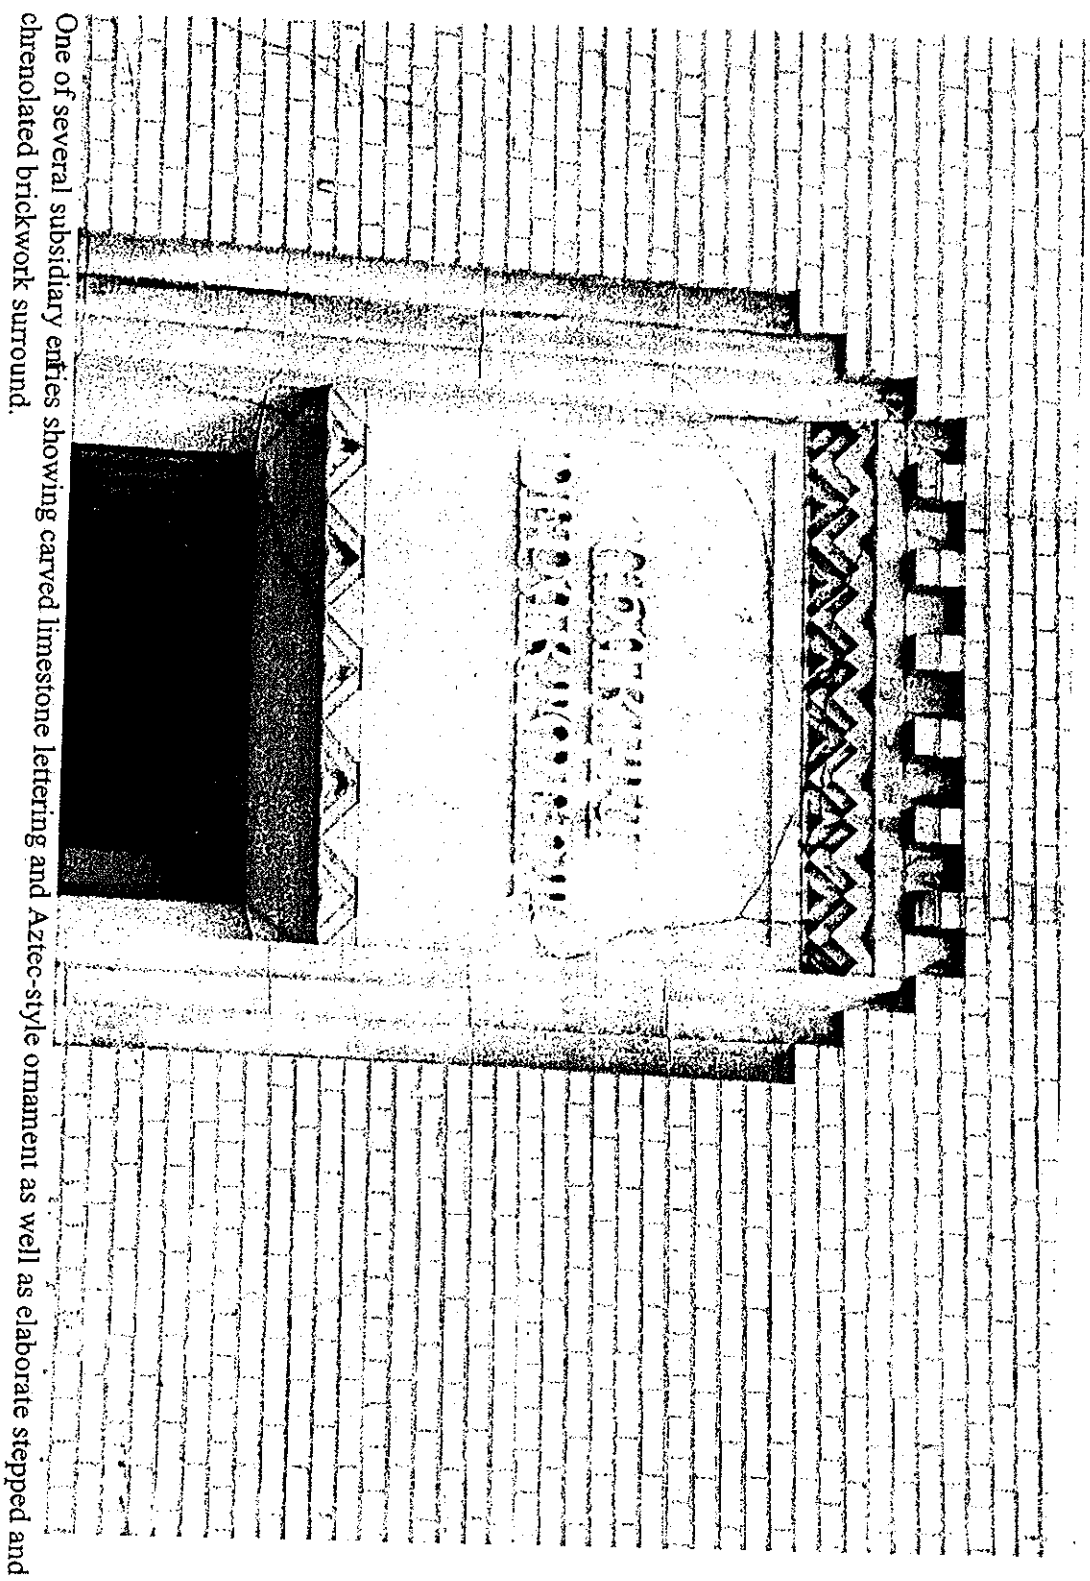 One of several subsidiary entries showing carved limestone lettering and Aztec-style ornament as well as elaborate stepped and
chrenolated brickwork surround.